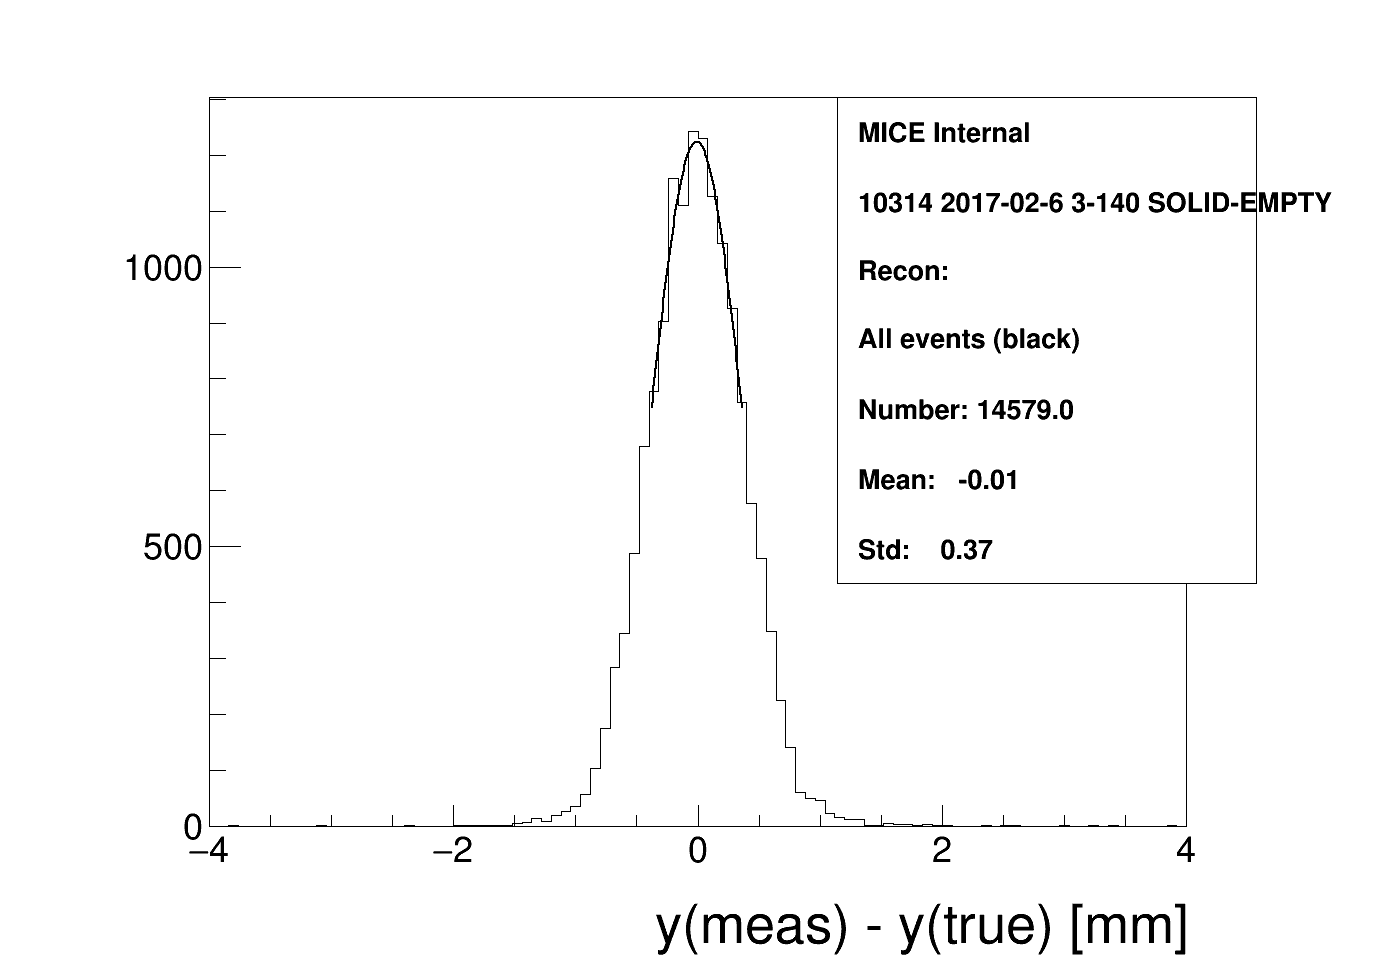 MICE Internal
10314 2017-02-6 3-140 SOLID-EMPTY
Recon:
All events (black)
Number: 14579.0
Mean: -0.01
Std: 0.37
1000
500
0
−4 −2 0 2 4
y(meas) - y(true) [mm]